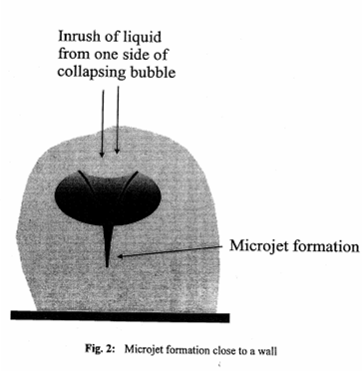 Inrush of liquid
from one side of
collapsing bubble
Microjet formation
Fig. 2: Microjet formation close to a wall